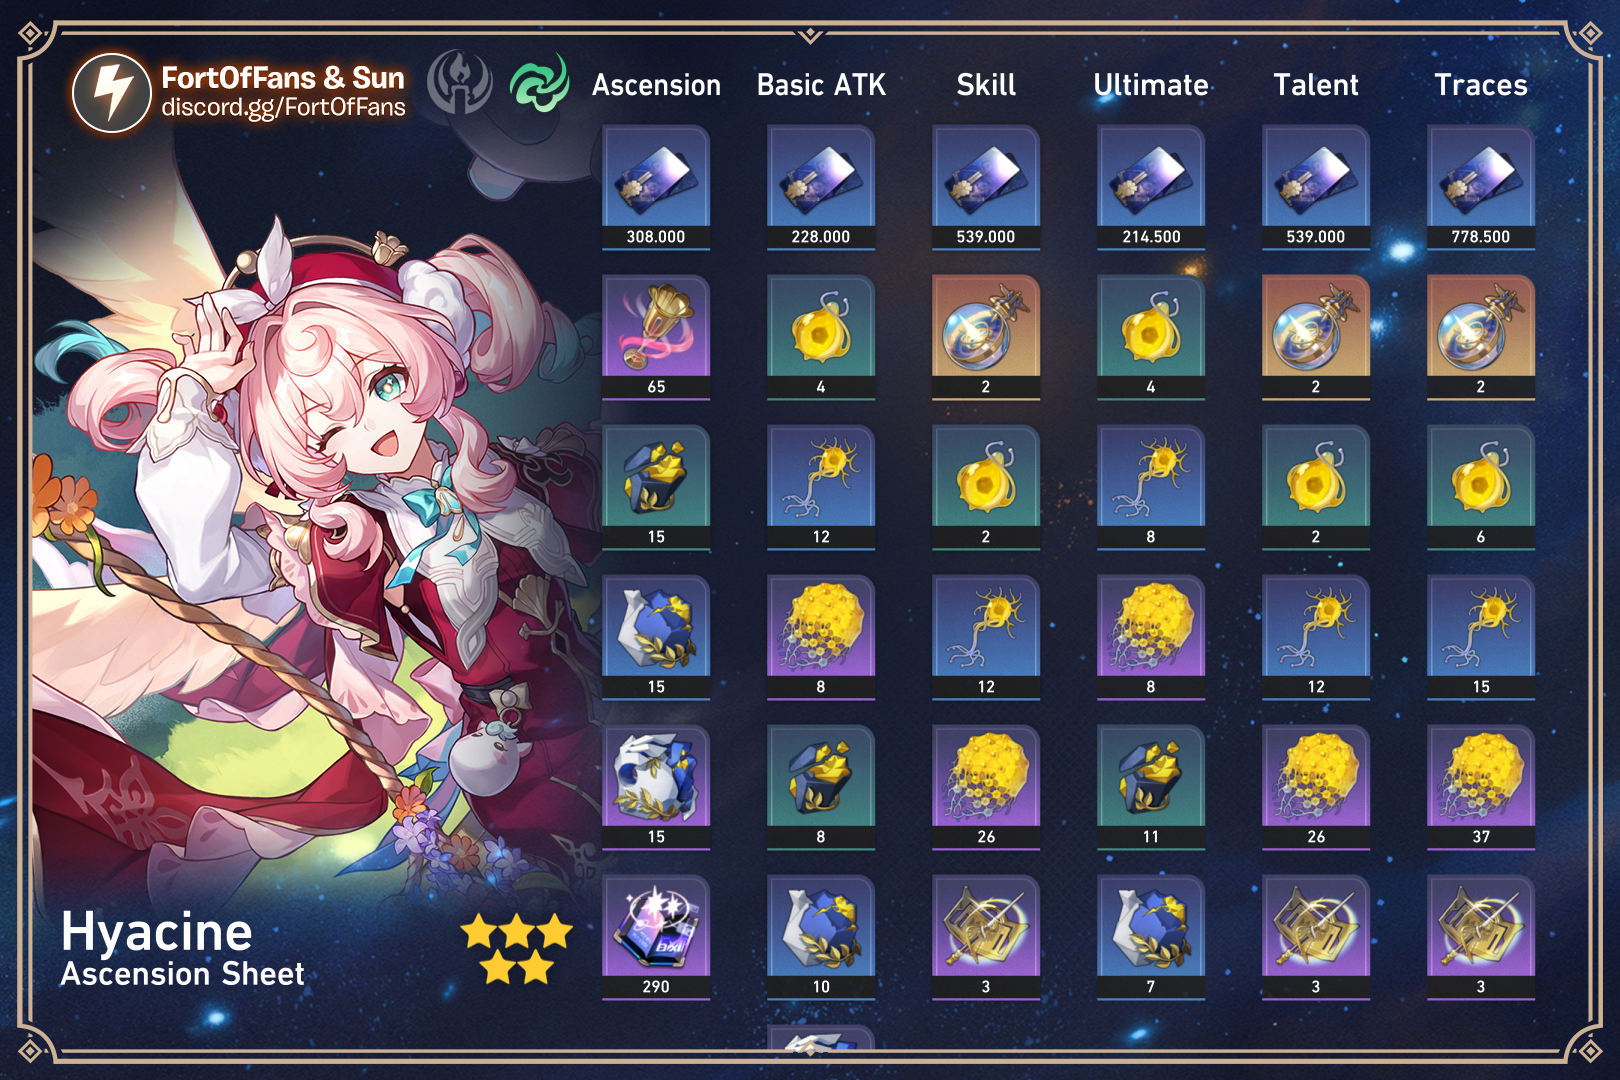 FortOfFans & Sun
discord.gg/FortOfFans
Ascension Basic ATK Skill Ultimate Talent Traces
308.000 228.000 539.000 214.500 539.000 778.500
65 4 2 4 2 2
15 12 2 8 2 6
15 8 12 8 12 15
15 8 26 11 26 37
290 10 3 7 3 3
Hyacine
Ascension Sheet